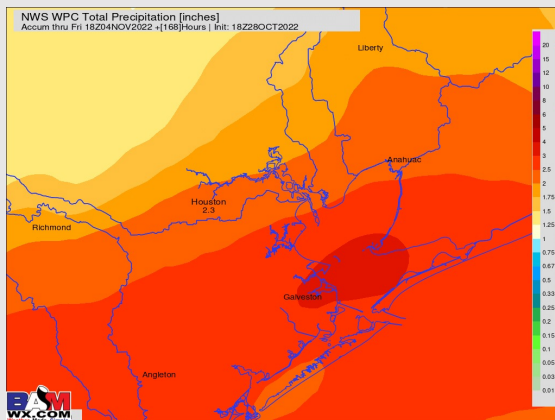 NWS WPC Total Precipitation [inches]
Accum thru Fri 18Z04NOV2022 +[168]Hours | Init: 18Z28OCT2022
Liberty
Anahuac
Houston
2.3
Richmond
Galveston
Angleton
20
15
12
10
8
6
5
4
3
2.5
2
1.75
1.5
1.25
1
0.75
0.67
0.5
0.33
0.25
0.2
0.15
0.1
0.05
0.03
0.01
BAM
WX.COM